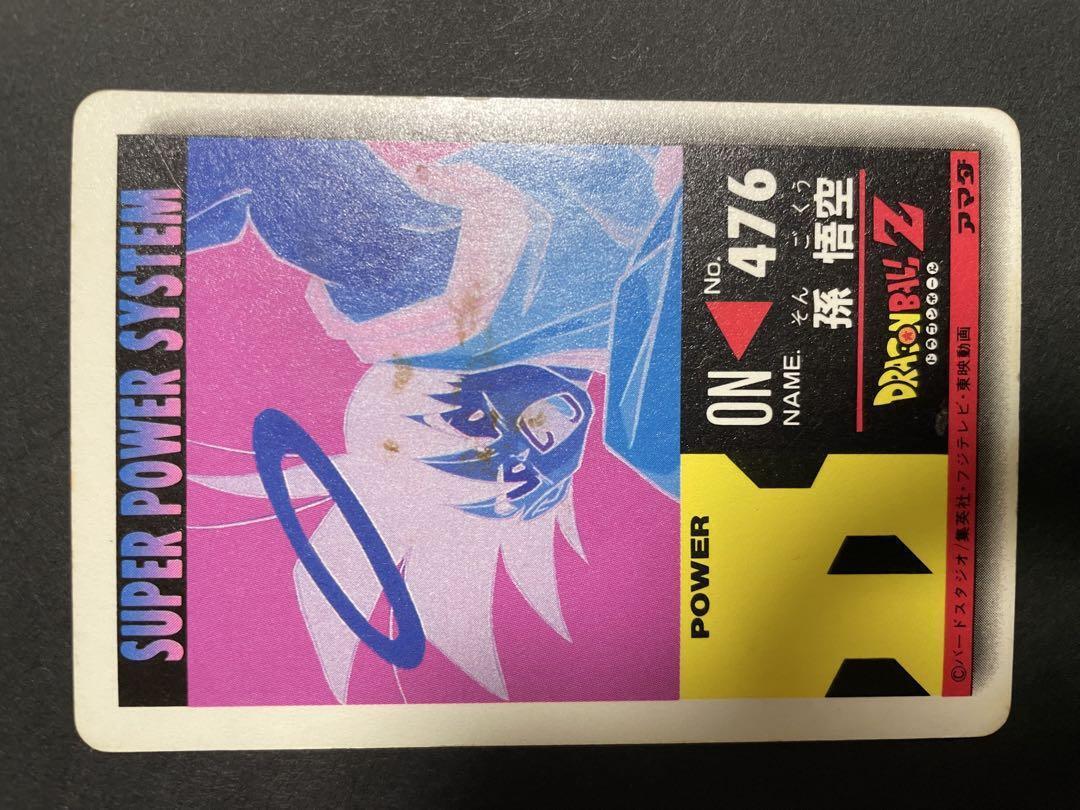 SUPER POWER SYSTEM
POWER
ON
No.
476
NAME.
そん ごくう
孫 悟空
DRAGON BALL Z
ドラゴンボールゼット
©バードスタジオ/集英社・フジテレビ・東映動画
アマダ